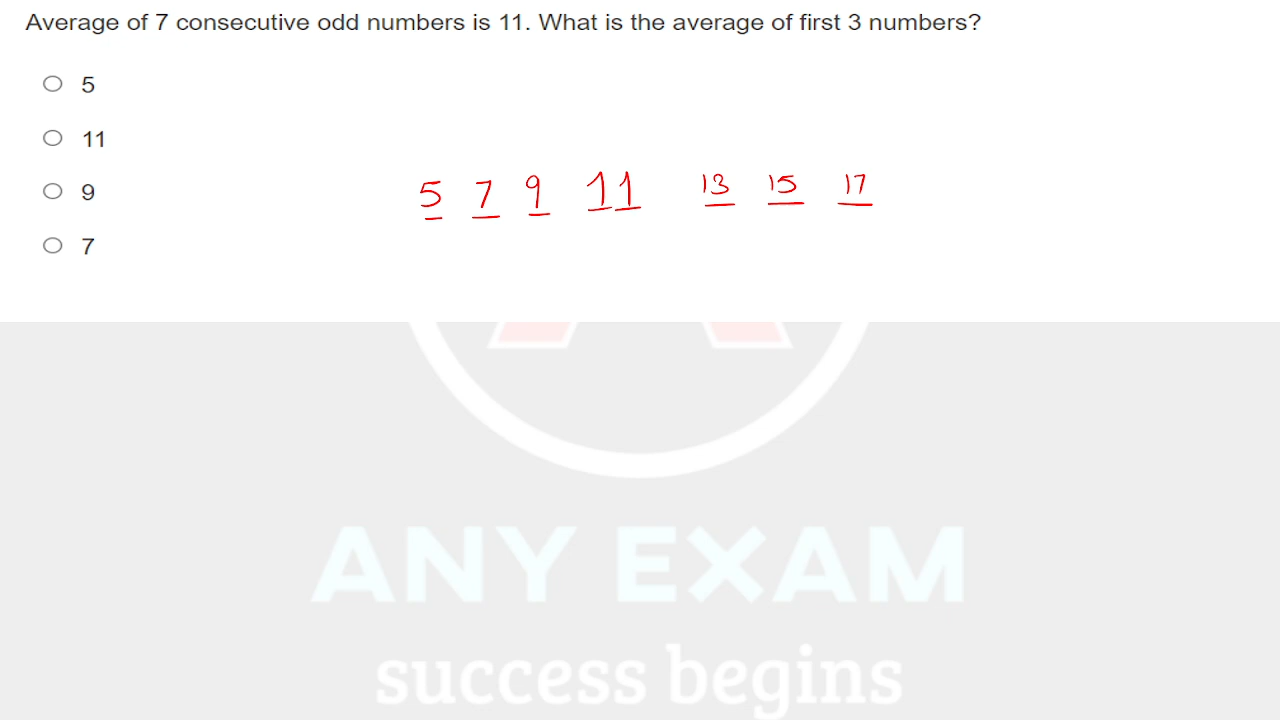 Average of 7 consecutive odd numbers is 11. What is the average of first 3 numbers?
5
11
9
7
5 7 9 11 13 15 17
ANY EXAM
success begins